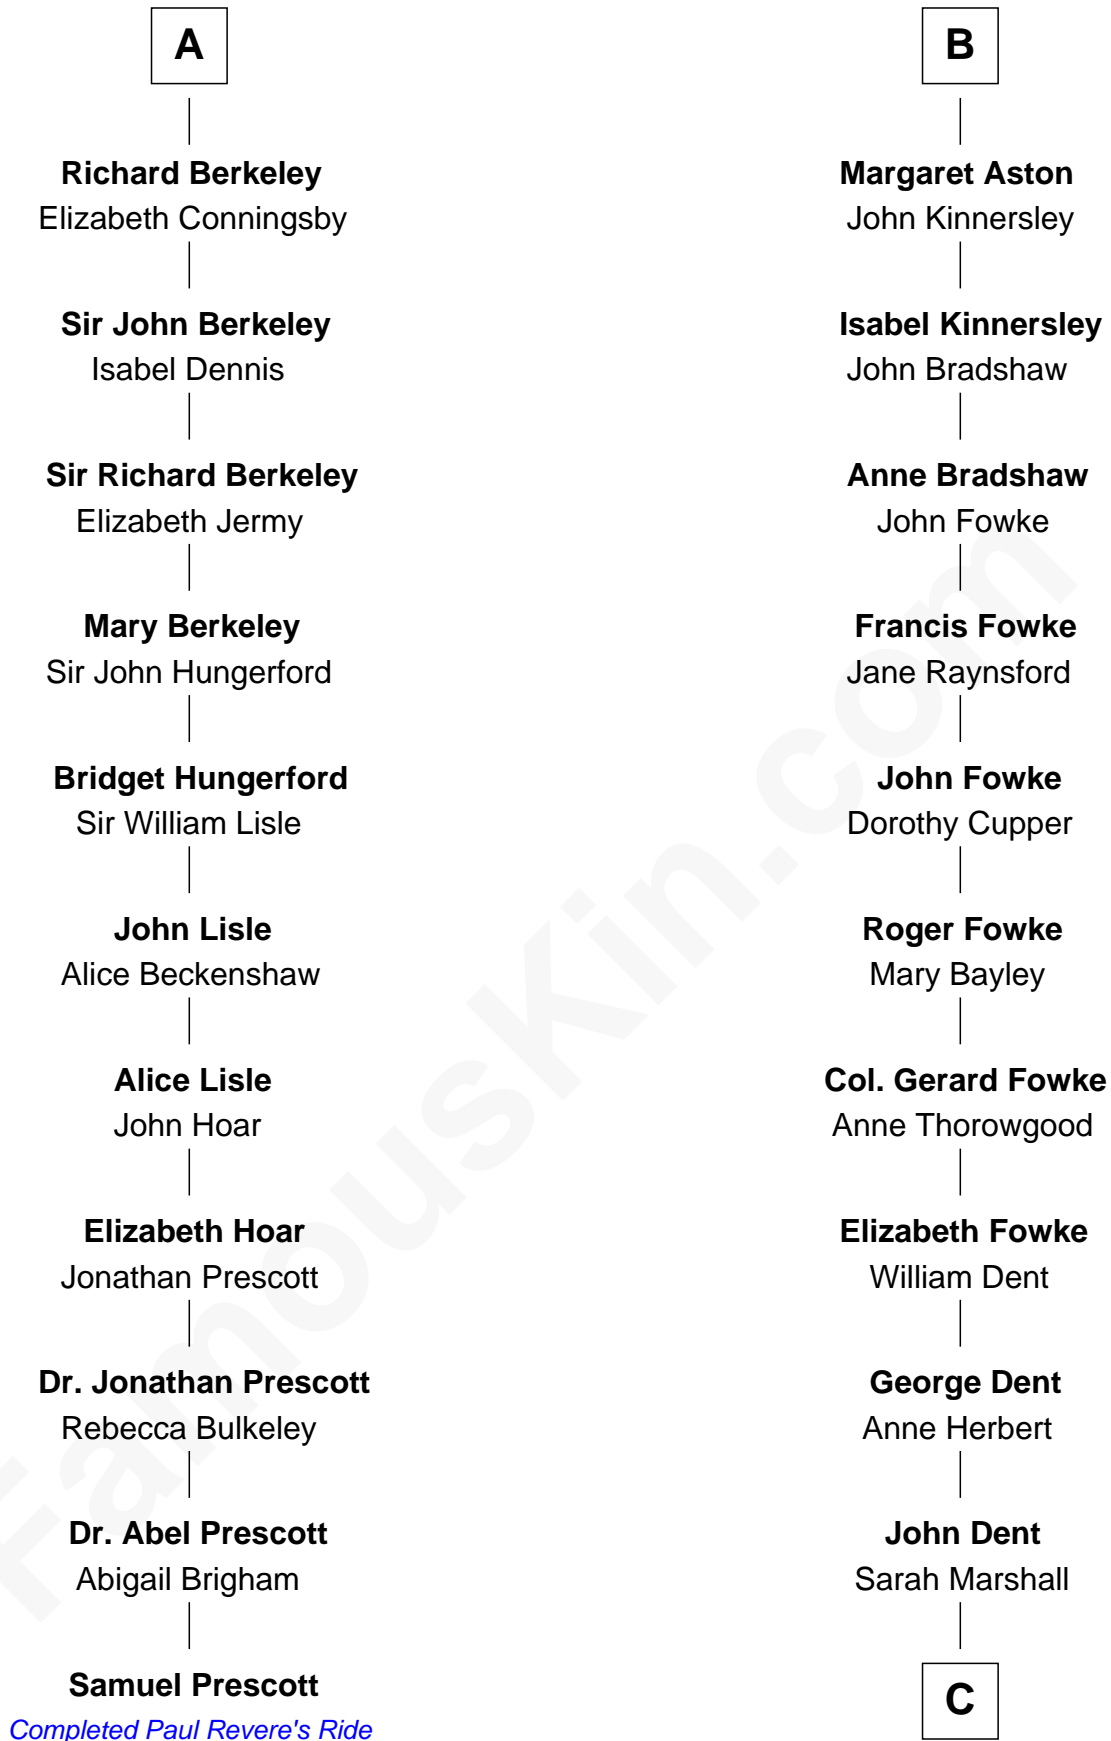 A
Richard Berkeley
Elizabeth Conningsby
Sir John Berkeley
Isabel Dennis
Sir Richard Berkeley
Elizabeth Jermy
Mary Berkeley
Sir John Hungerford
Bridget Hungerford
Sir William Lisle
John Lisle
Alice Beckenshaw
Alice Lisle
John Hoar
Elizabeth Hoar
Jonathan Prescott
Dr. Jonathan Prescott
Rebecca Bulkeley
Dr. Abel Prescott
Abigail Brigham
Samuel Prescott
Completed Paul Revere's Ride
B
Margaret Aston
John Kinnersley
Isabel Kinnersley
John Bradshaw
Anne Bradshaw
John Fowke
Francis Fowke
Jane Raynsford
John Fowke
Dorothy Cupper
Roger Fowke
Mary Bayley
Col. Gerard Fowke
Anne Thorowgood
Elizabeth Fowke
William Dent
George Dent
Anne Herbert
John Dent
Sarah Marshall
C
FamousKin.com